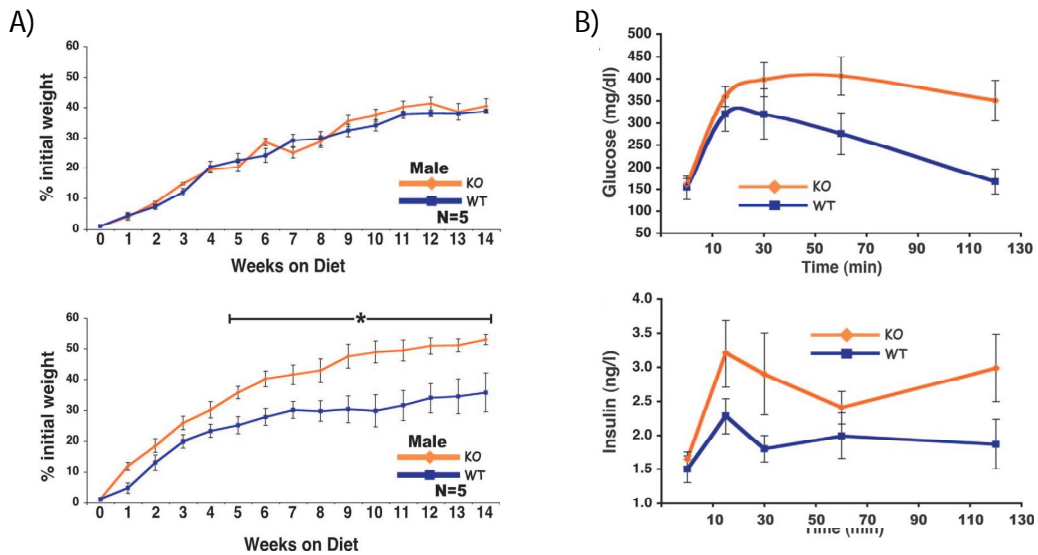 A)
60
50
40
30
20
10
0
% initial weight
Male
KO
WT
N=5
0 1 2 3 4 5 6 7 8 9 10 11 12 13 14
Weeks on Diet
*
60
50
40
30
20
10
0
% initial weight
Male
KO
WT
N=5
0 1 2 3 4 5 6 7 8 9 10 11 12 13 14
Weeks on Diet
B)
500
450
400
350
300
250
200
150
100
50
Glucose (mg/dl)
KO
WT
10 30 50 70 90 110 130
Time (min)
4.0
3.5
3.0
2.5
2.0
1.5
1.0
Insulin (ng/l)
KO
WT
10 30 50 70 90 110 130
Time (min)